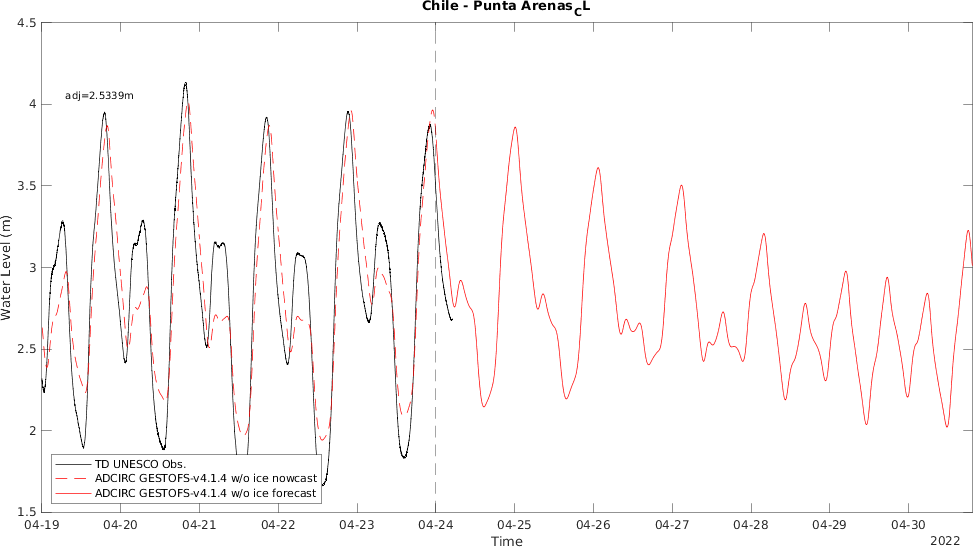 Chile - Punta Arenas_CL
4.5
4
3.5
3
2.5
2
1.5
Water Level (m)
adj=2.5339m
TD UNESCO Obs.
ADCIRC GESTOFS-v4.1.4 w/o ice nowcast
ADCIRC GESTOFS-v4.1.4 w/o ice forecast
04-19 04-20 04-21 04-22 04-23 04-24 04-25 04-26 04-27 04-28 04-29 04-30
Time
2022